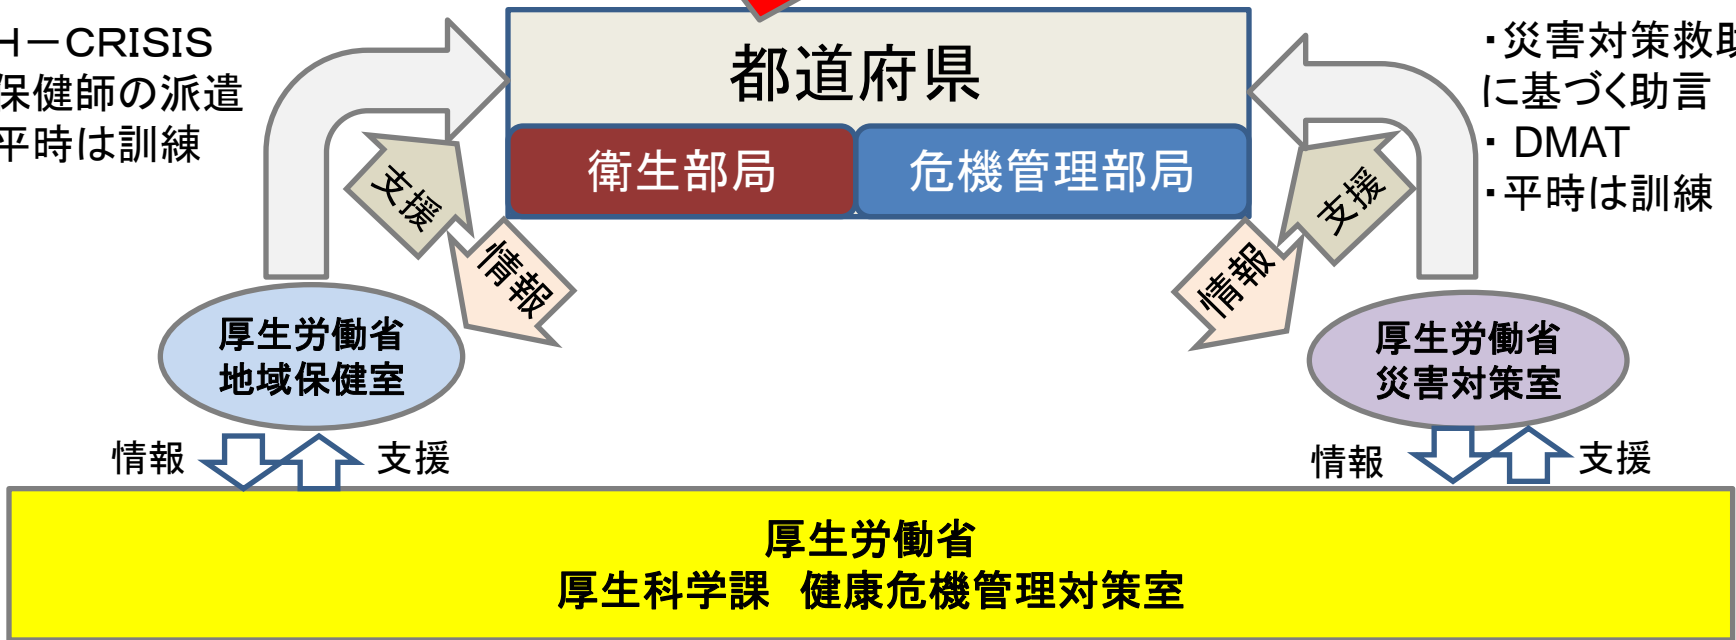 H－CRISIS
保健師の派遣
平時は訓練
都道府県
衛生部局
危機管理部局
・災害対策救助
に基づく助言
・DMAT
・平時は訓練
支援
情報
情報
支援
厚生労働省
地域保健室
厚生労働省
災害対策室
情報
支援
情報
支援
厚生労働省
厚生科学課　健康危機管理対策室